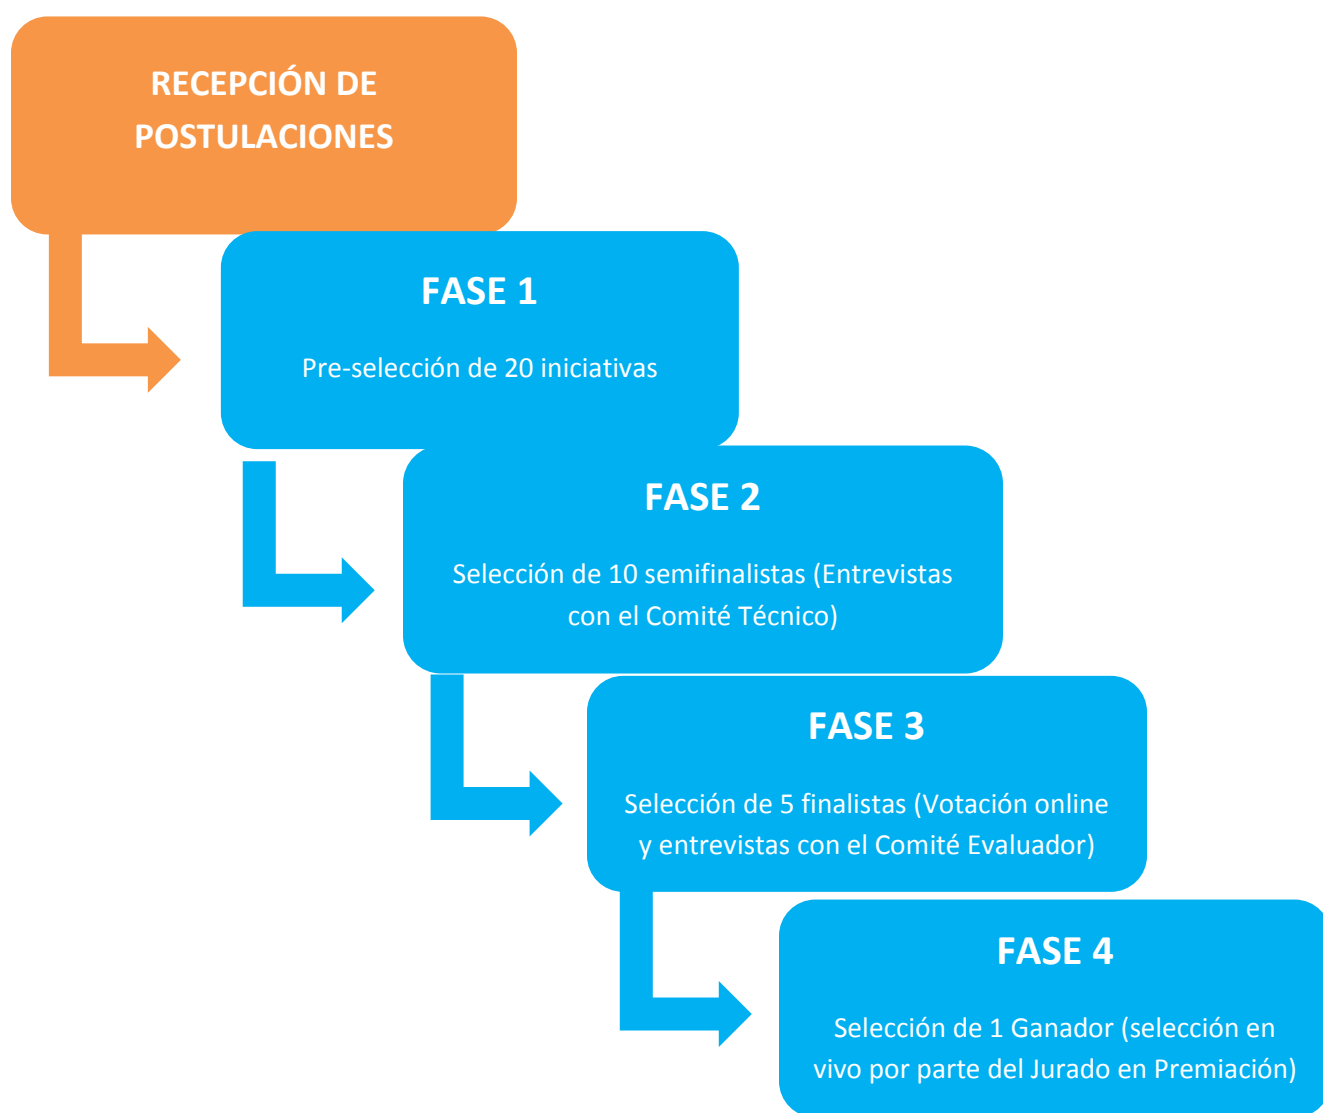 RECEPCIÓN DE
POSTULACIONES
FASE 1
Pre-selección de 20 iniciativas
FASE 2
Selección de 10 semifinalistas (Entrevistas
con el Comité Técnico)
FASE 3
Selección de 5 finalistas (Votación online
y entrevistas con el Comité Evaluador)
FASE 4
Selección de 1 Ganador (selección en
vivo por parte del Jurado en Premiación)